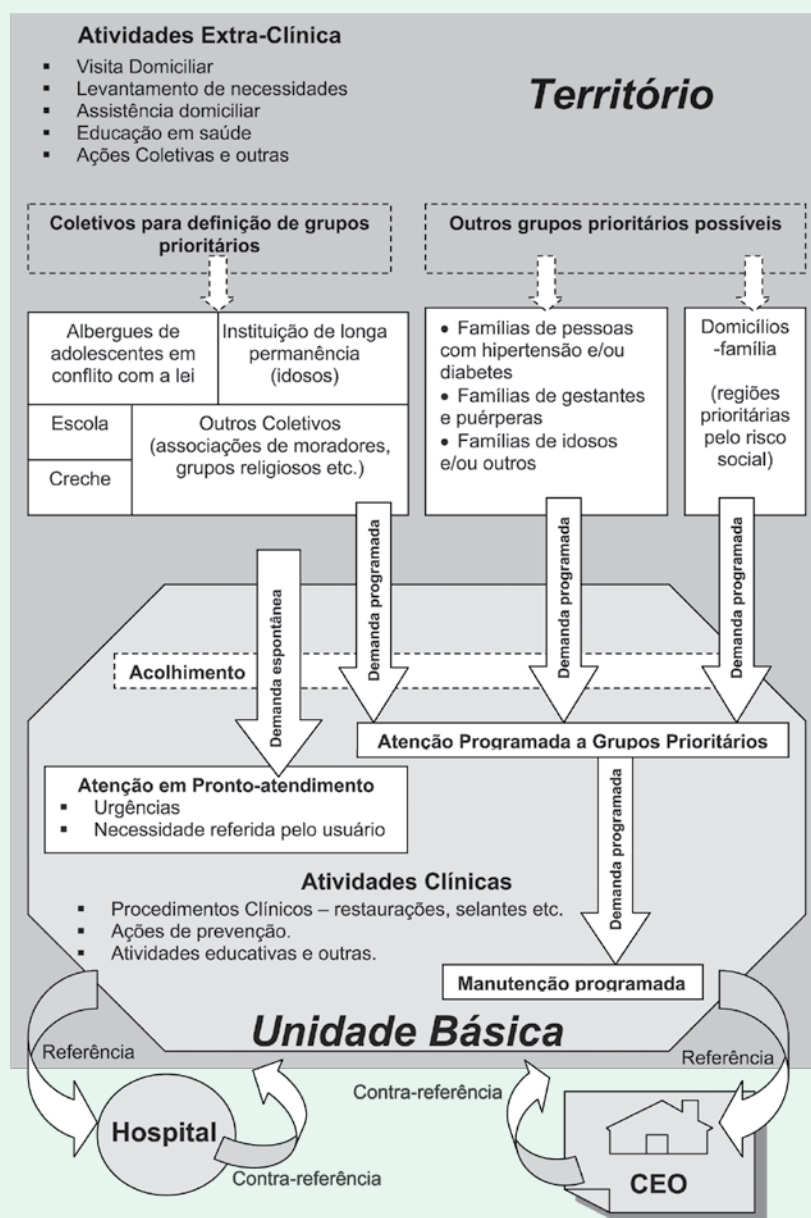 Atividades Extra-Clínica
▪ Visita Domiciliar
▪ Levantamento de necessidades
▪ Assistência domiciliar
▪ Educação em saúde
▪ Ações Coletivas e outras
Território
Coletivos para definição de grupos
prioritários
Outros grupos prioritários possíveis
Albergues de
adolescentes em
conflito com a lei
Instituição de longa
permanência
(idosos)
Escola
Creche
Outros Coletivos
(associações de moradores,
grupos religiosos etc.)
• Famílias de pessoas
com hipertensão e/ou
diabetes
• Famílias de gestantes
e puérperas
• Famílias de idosos
e/ou outros
Domicílios
-família
(regiões
prioritárias
pelo risco
social)
Demanda espontânea
Demanda programada
Demanda programada
Demanda programada
Acolhimento
Atenção Programada a Grupos Prioritários
Atenção em Pronto-atendimento
▪ Urgências
▪ Necessidade referida pelo usuário
Demanda programada
Atividades Clínicas
▪ Procedimentos Clínicos – restaurações, selantes etc.
▪ Ações de prevenção.
▪ Atividades educativas e outras.
Manutenção programada
Unidade Básica
Referência
Referência
Hospital
Contra-referência
Contra-referência
CEO